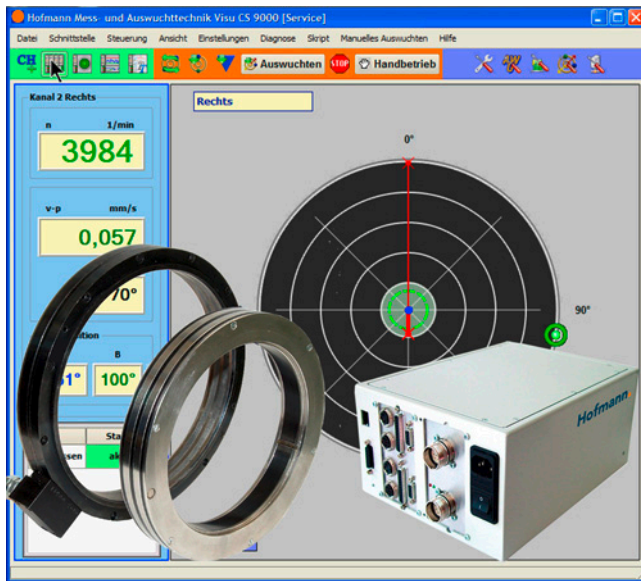 Hofmann Mess- und Auswuchttechnik Visu CS 9000 [Service]
Datei Schnittstelle Steuerung Ansicht Einstellungen Diagnose Skript Manuelles Auswuchten Hilfe
CH Auswuchten STOP Handbetrieb
Kanal 2 Rechts
n 1/min
3984
v-p mm/s
0,057
70°
B
100°
Rechts
0°
90°
Hofmann